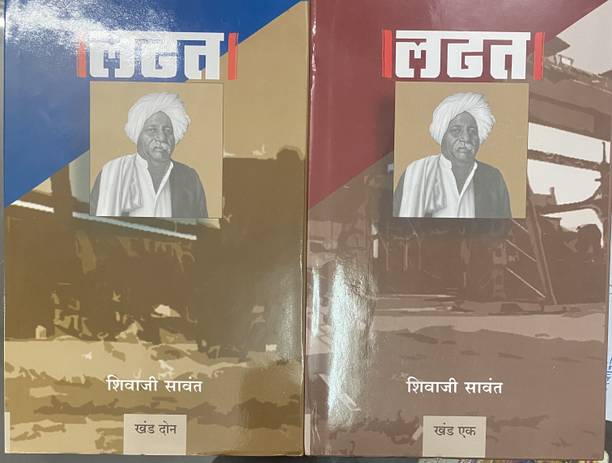 लढत
शिवाजी सावंत
खंड दोन
लढत
शिवाजी सावंत
खंड एक